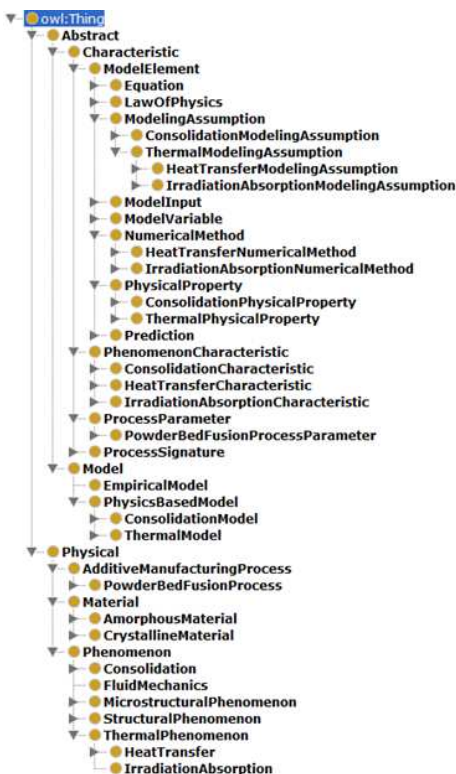 owl:Thing
Abstract
Characteristic
ModelElement
Equation
LawOfPhysics
ModelingAssumption
ConsolidationModelingAssumption
ThermalModelingAssumption
HeatTransferModelingAssumption
IrradiationAbsorptionModelingAssumption
ModelInput
ModelVariable
NumericalMethod
HeatTransferNumericalMethod
IrradiationAbsorptionNumericalMethod
PhysicalProperty
ConsolidationPhysicalProperty
ThermalPhysicalProperty
Prediction
PhenomenonCharacteristic
ConsolidationCharacteristic
HeatTransferCharacteristic
IrradiationAbsorptionCharacteristic
ProcessParameter
PowderBedFusionProcessParameter
ProcessSignature
Model
EmpiricalModel
PhysicsBasedModel
ConsolidationModel
ThermalModel
Physical
AdditiveManufacturingProcess
PowderBedFusionProcess
Material
AmorphousMaterial
CrystallineMaterial
Phenomenon
Consolidation
FluidMechanics
MicrostructuralPhenomenon
StructuralPhenomenon
ThermalPhenomenon
HeatTransfer
IrradiationAbsorption